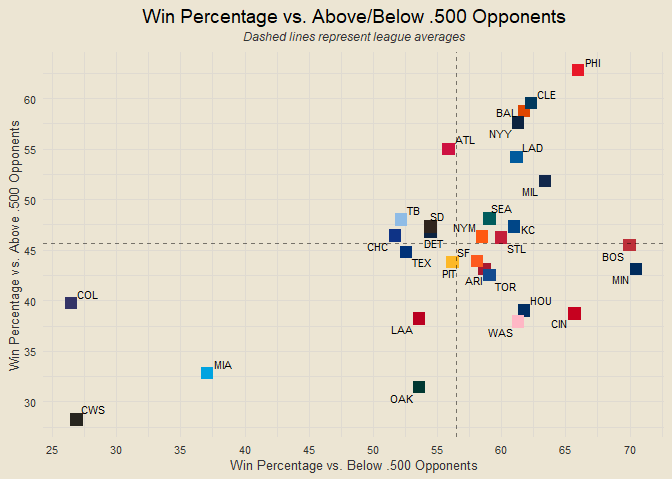 Win Percentage vs. Above/Below .500 Opponents
Dashed lines represent league averages
Win Percentage vs. Above .500 Opponents
60
55
50
45
40
35
30
PHI
CLE
BAL
NYY
ATL
LAD
MIL
TB
SD
SEA
NYM
KC
CHC
DET
STL
TEX
SF
BOS
PIT
ARI
TOR
MIN
COL
HOU
LAA
WAS
CIN
MIA
OAK
CWS
25 30 35 40 45 50 55 60 65 70
Win Percentage vs. Below .500 Opponents